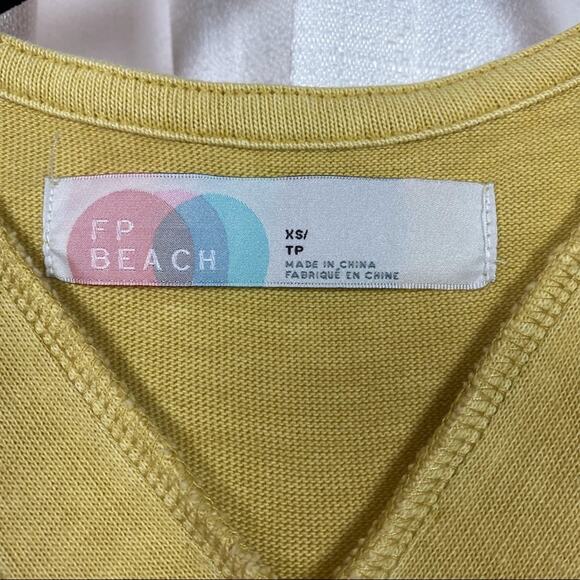 FP
BEACH
XS/
TP
MADE IN CHINA
FABRIQUÉ EN CHINE